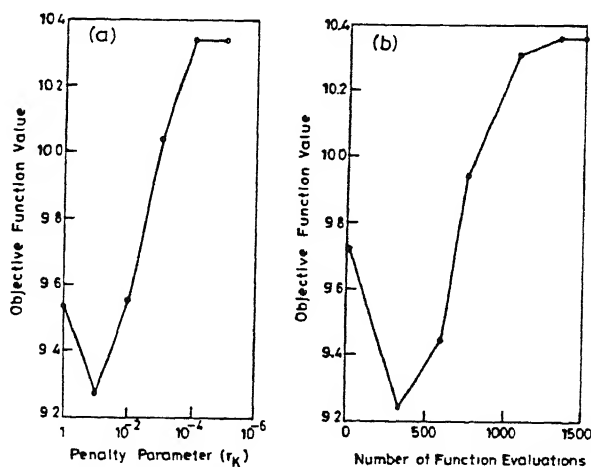 (a)
10.4
10.2
10.0
9.8
9.6
9.4
9.2
Objective Function Value
1 10-2 10-4 10-6
Penalty Parameter (rK)
(b)
10.4
10.2
10.0
9.8
9.6
9.4
9.2
Objective Function Value
0 500 1000 1500
Number of Function Evaluations